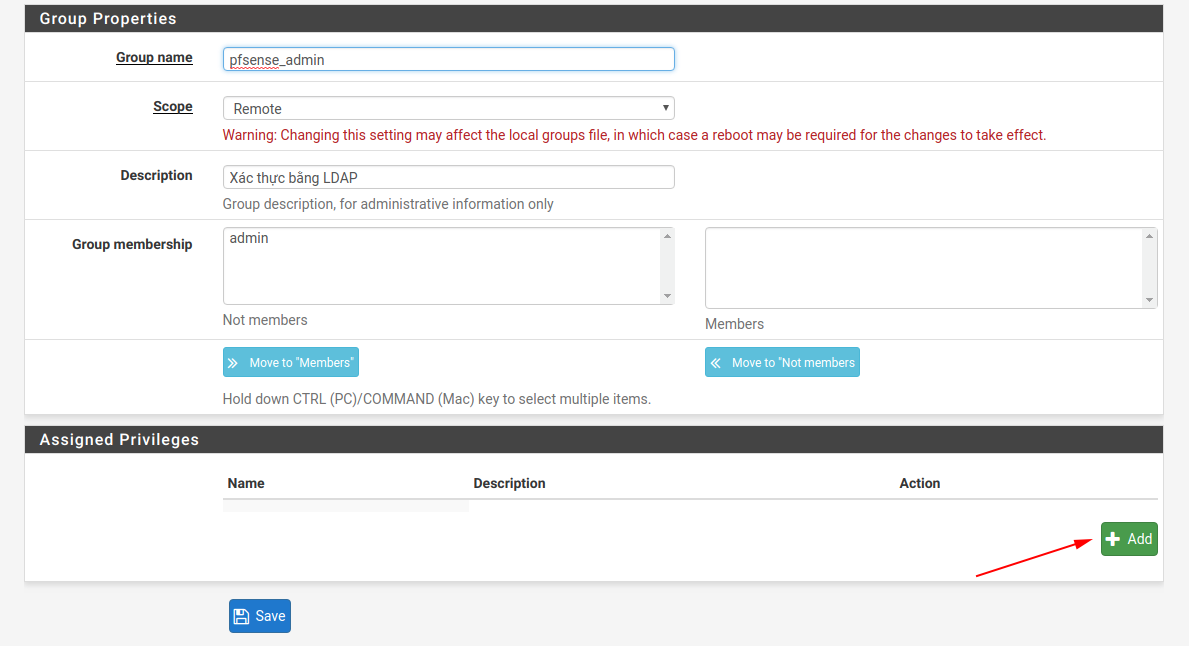 Group Properties
Group name
pfsense_admin
Scope
Remote
Warning: Changing this setting may affect the local groups file, in which case a reboot may be required for the changes to take effect.
Description
Xác thực bằng LDAP
Group description, for administrative information only
Group membership
admin
Not members
Members
Move to "Members"
Move to "Not members
Hold down CTRL (PC)/COMMAND (Mac) key to select multiple items.
Assigned Privileges
Name Description Action
Add
Save